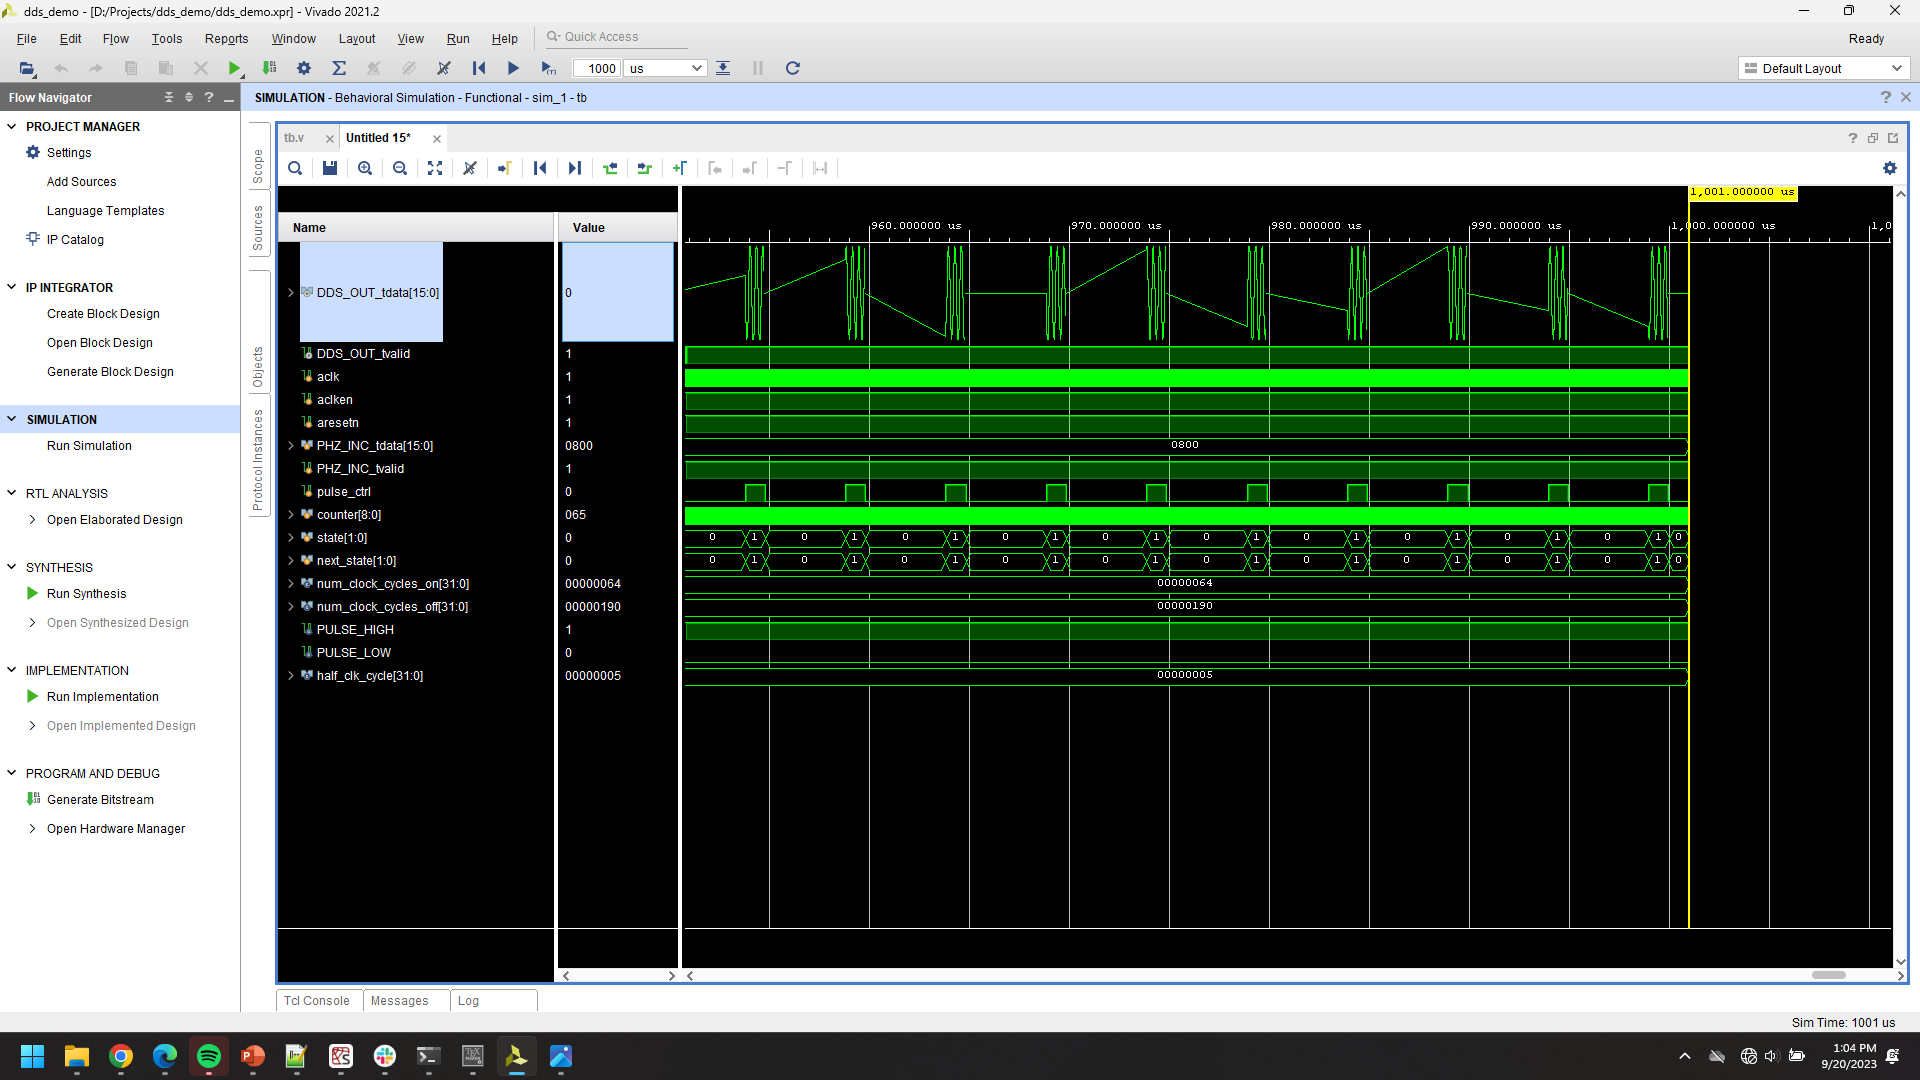 dds_demo - [D:/Projects/dds_demo/dds_demo.xpr] - Vivado 2021.2
File Edit Flow Tools Reports Window Layout View Run Help Quick Access
Ready
1000 us
Default Layout
Flow Navigator
SIMULATION - Behavioral Simulation - Functional - sim_1 - tb
PROJECT MANAGER
Settings
Add Sources
Language Templates
IP Catalog
IP INTEGRATOR
Create Block Design
Open Block Design
Generate Block Design
SIMULATION
Run Simulation
RTL ANALYSIS
Open Elaborated Design
SYNTHESIS
Run Synthesis
Open Synthesized Design
IMPLEMENTATION
Run Implementation
Open Implemented Design
PROGRAM AND DEBUG
Generate Bitstream
Open Hardware Manager
Scope
Sources
Objects
Protocol Instances
tb.v Untitled 15*
1,001.000000 us
Name Value
960.000000 us 970.000000 us 980.000000 us 990.000000 us 1,000.000000 us 1,0
DDS_OUT_tdata[15:0] 0
DDS_OUT_tvalid 1
aclk 1
aclken 1
aresetn 1
PHZ_INC_tdata[15:0] 0800 0800
PHZ_INC_tvalid 1
pulse_ctrl 0
counter[8:0] 065
state[1:0] 0 0 1 0 1 0 1 0 1 0 1 0 1 0 1 0 1 0 1 0 1 0
next_state[1:0] 0 0 1 0 1 0 1 0 1 0 1 0 1 0 1 0 1 0 1 0 1 0
num_clock_cycles_on[31:0] 00000064 00000064
num_clock_cycles_off[31:0] 00000190 00000190
PULSE_HIGH 1
PULSE_LOW 0
half_clk_cycle[31:0] 00000005 00000005
Tcl Console Messages Log
Sim Time: 1001 us
1:04 PM
9/20/2023